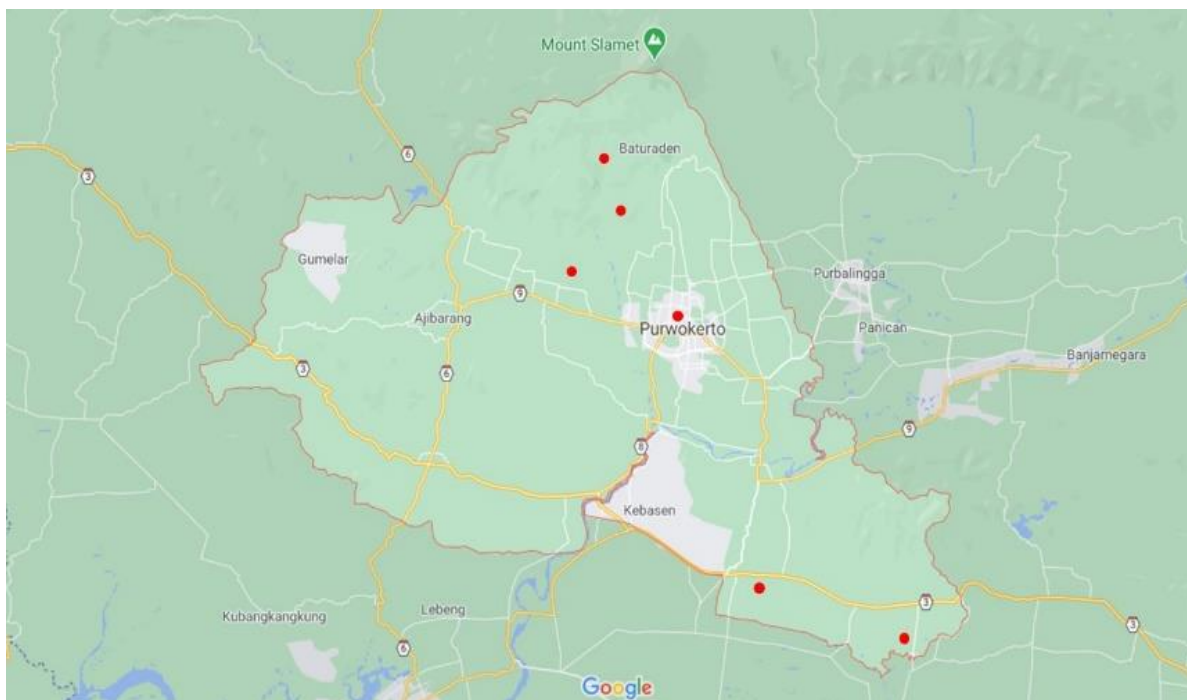 Mount Slamet
6
Baturaden
3
Gumelar
Purbalingga
9
Ajibarang
Purwokerto
Panican
Banjarnegara
3
6
9
8
Kebasen
3
Kubangkangkung
Lebeng
3
6
Google